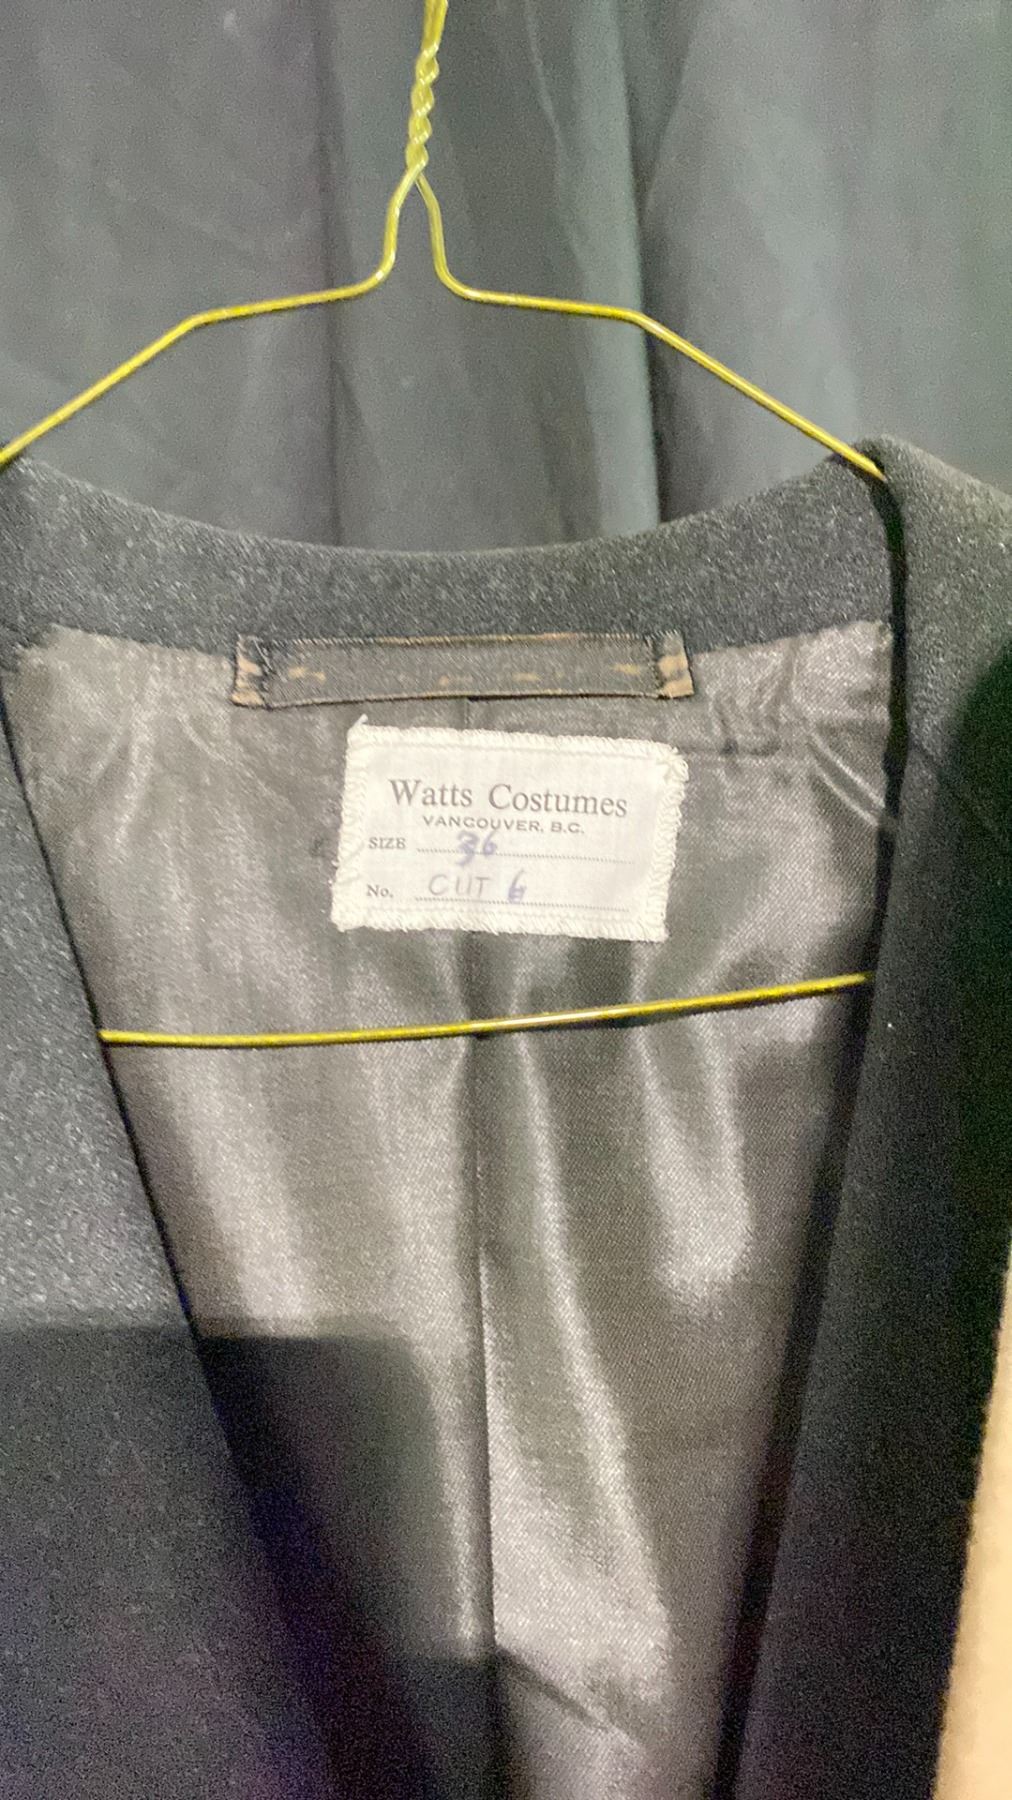 Watts Costumes
VANCOUVER, B.C.
SIZE 36
No. CUT 6